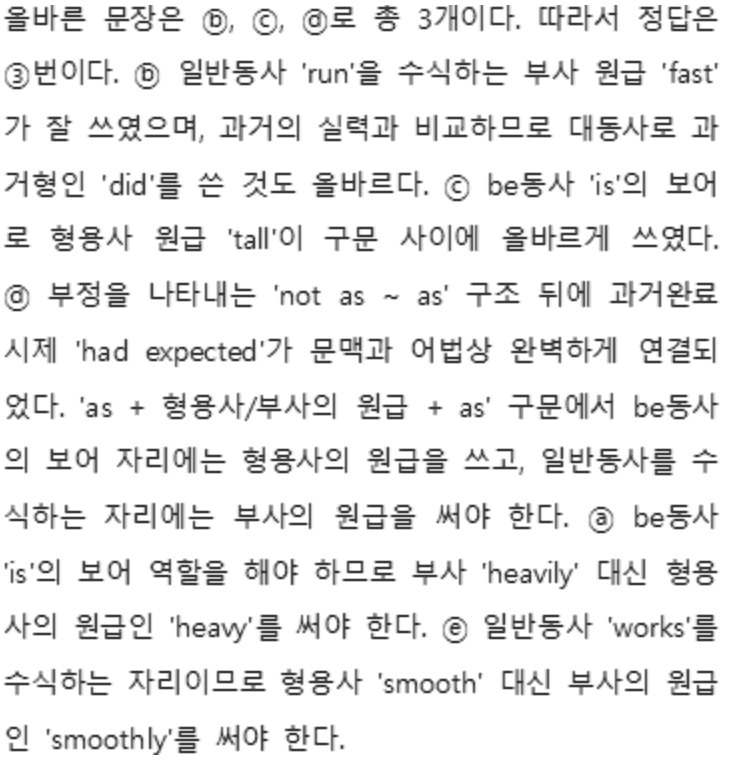 올바른 문장은 ⓑ, ⓒ, ⓓ로 총 3개이다. 따라서 정답은
③번이다. ⓑ 일반동사 'run'을 수식하는 부사 원급 'fast'
가 잘 쓰였으며, 과거의 실력과 비교하므로 대동사로 과
거형인 'did'를 쓴 것도 올바르다. ⓒ be동사 'is'의 보어
로 형용사 원급 'tall'이 구문 사이에 올바르게 쓰였다.
ⓓ 부정을 나타내는 'not as ~ as' 구조 뒤에 과거완료
시제 'had expected'가 문맥과 어법상 완벽하게 연결되
었다. 'as + 형용사/부사의 원급 + as' 구문에서 be동사
의 보어 자리에는 형용사의 원급을 쓰고, 일반동사를 수
식하는 자리에는 부사의 원급을 써야 한다. ⓐ be동사
'is'의 보어 역할을 해야 하므로 부사 'heavily' 대신 형용
사의 원급인 'heavy'를 써야 한다. ⓔ 일반동사 'works'를
수식하는 자리이므로 형용사 'smooth' 대신 부사의 원급
인 'smoothly'를 써야 한다.